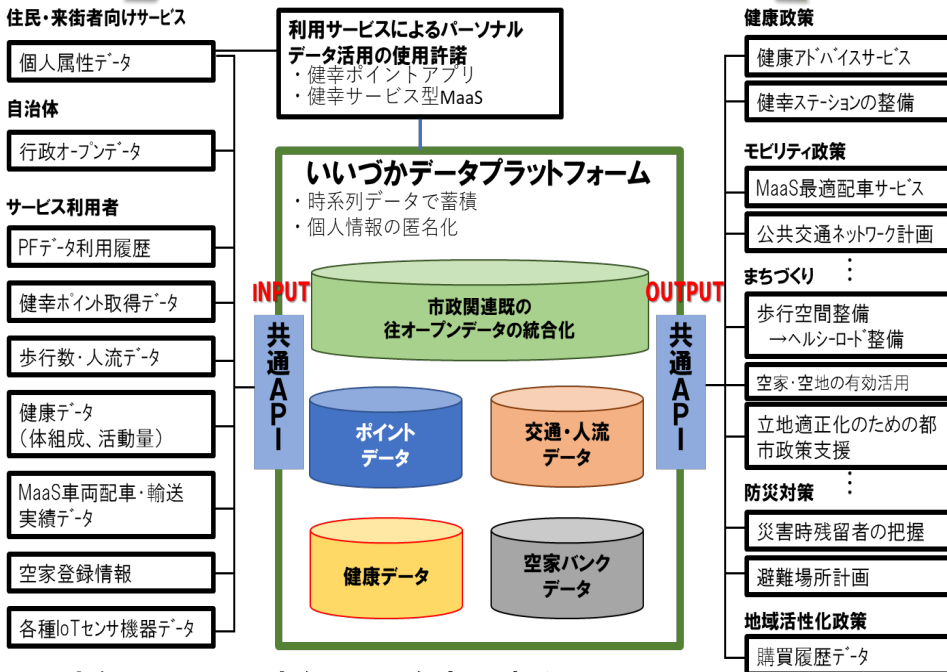 住民・来街者向けサービス
個人属性データ
自治体
行政オープンデータ
サービス利用者
PFデータ利用履歴
健幸ポイント取得データ
歩行数・人流データ
健康データ
（体組成、活動量）
MaaS車両配車・輸送
実績データ
空家登録情報
各種IoTセンサ機器データ
利用サービスによるパーソナル
データ活用の使用許諾
・健幸ポイントアプリ
・健幸サービス型MaaS
いいづかデータプラットフォーム
・時系列データで蓄積
・個人情報の匿名化
INPUT
共通API
市政関連既の
往オープンデータの統合化
ポイント
データ
交通・人流
データ
健康データ
空家バンク
データ
OUTPUT
共通API
健康政策
健康アドバイスサービス
健幸ステーションの整備
モビリティ政策
MaaS最適配車サービス
公共交通ネットワーク計画
まちづくり
歩行空間整備
→ヘルシーロード整備
空家・空地の有効活用
立地適正化のための都
市政策支援
防災対策
災害時残留者の把握
避難場所計画
地域活性化政策
購買履歴データ